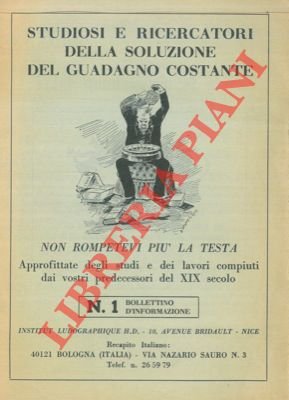 STUDIOSI E RICERCATORI
DELLA SOLUZIONE
DEL GUADAGNO COSTANTE
LIBRERIA PIANI
NON ROMPETEVI PIU' LA TESTA
Approfittate degli studi e dei lavori compiuti
dai vostri predecessori del XIX secolo
N. 1 BOLLETTINO
D'INFORMAZIONE
INSTITUT LUDOGRAPHIQUE H.D. - 10, AVENUE BRIDAULT - NICE
Recapito Italiano:
40121 BOLOGNA (ITALIA) - VIA NAZARIO SAURO N. 3
Telef. n. 26 59 79